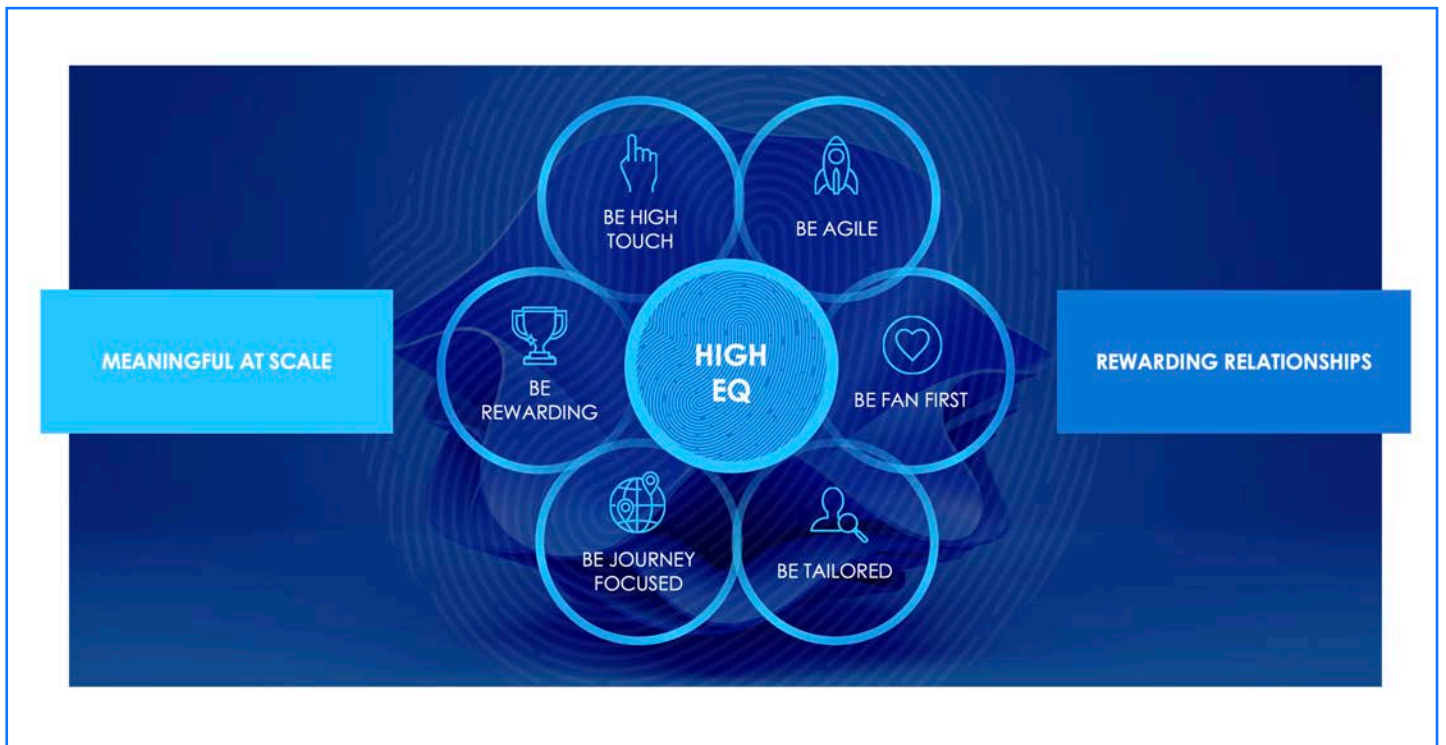 BE HIGH
TOUCH
BE AGILE
MEANINGFUL AT SCALE
BE
REWARDING
HIGH
EQ
BE FAN FIRST
REWARDING RELATIONSHIPS
BE JOURNEY
FOCUSED
BE TAILORED